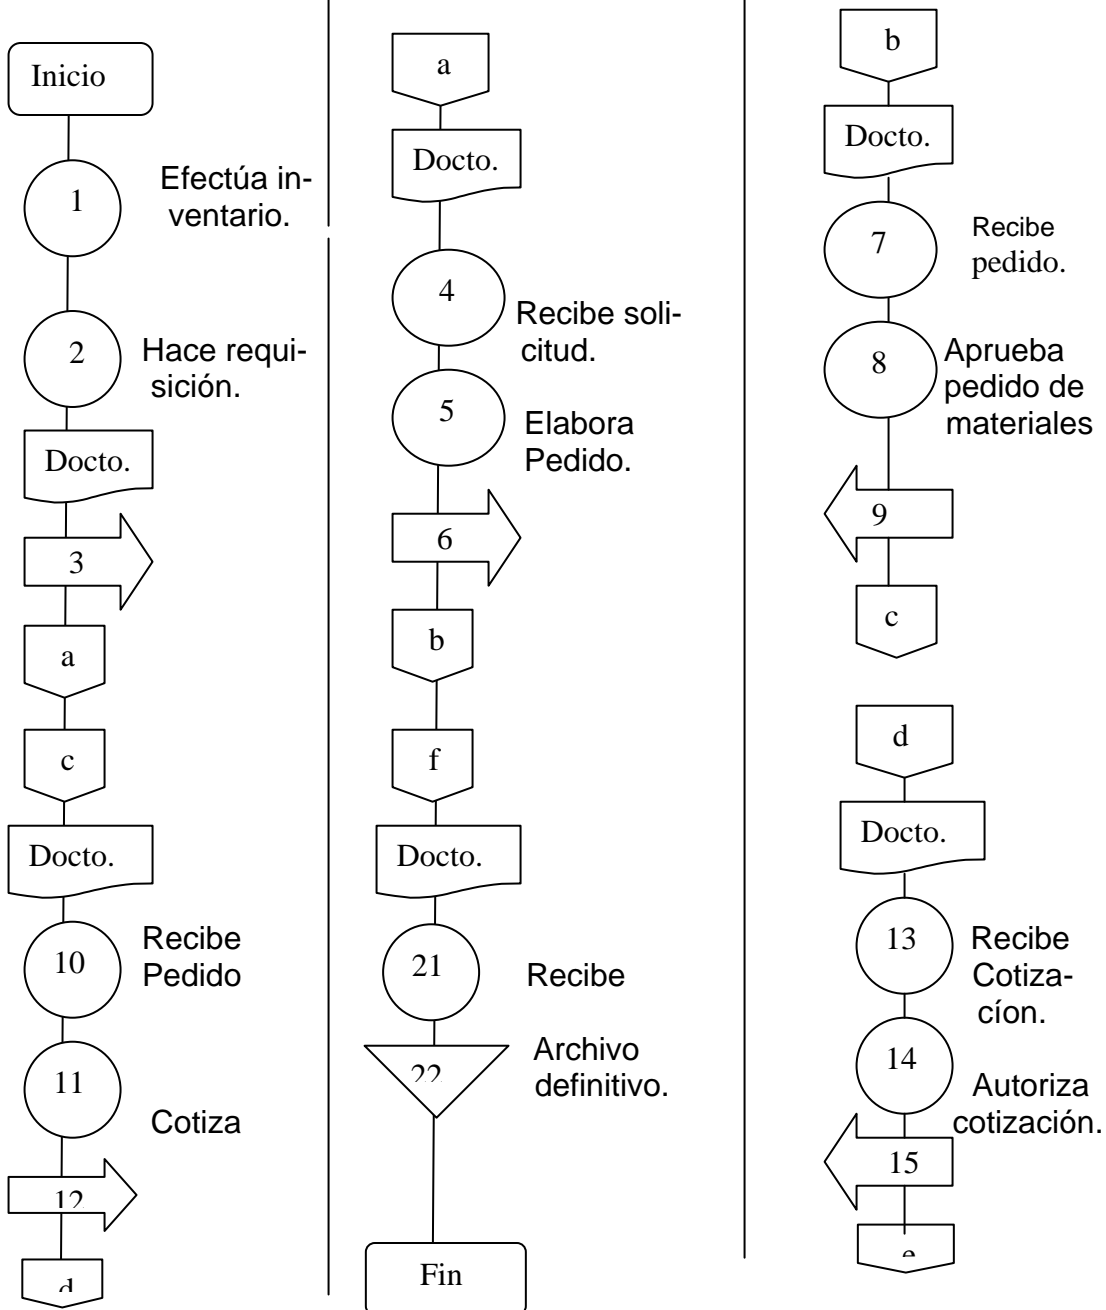 Inicio
1
Efectúa in-
ventario.
2
Hace requi-
sición.
Docto.
3
a
c
Docto.
10
Recibe
Pedido
11
Cotiza
12
d
a
Docto.
4
Recibe soli-
citud.
5
Elabora
Pedido.
6
b
f
Docto.
21
Recibe
22
Archivo
definitivo.
Fin
b
Docto.
7
Recibe
pedido.
8
Aprueba
pedido de
materiales
9
c
d
Docto.
13
Recibe
Cotiza-
cíon.
14
Autoriza
cotización.
15
e